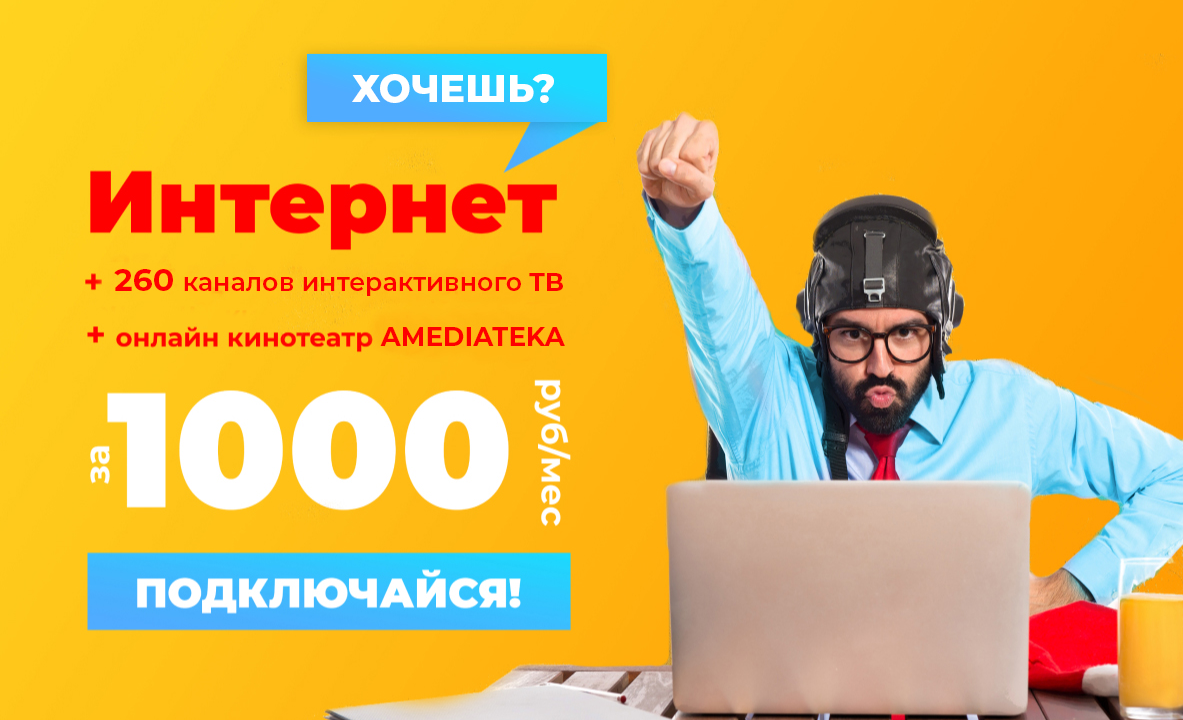 ХОЧЕШЬ?
Интернет
+ 260 каналов интерактивного ТВ
+ онлайн кинотеатр AMEDIATEKA
за 1000 руб/мес
ПОДКЛЮЧАЙСЯ!